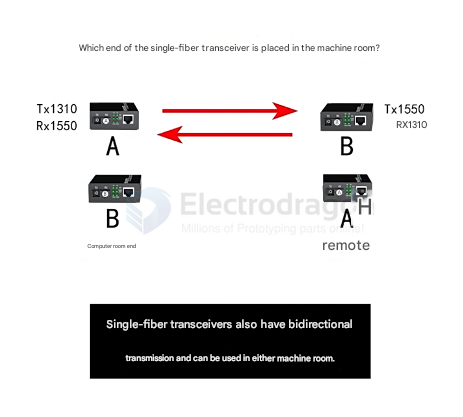 Which end of the single-fiber transceiver is placed in the machine room?
Tx1310
Rx1550
A
Tx1550
RX1310
B
Electrodragon
Millions of Prototyping parts online!
B
A
H
Computer room end
remote
Single-fiber transceivers also have bidirectional
transmission and can be used in either machine room.